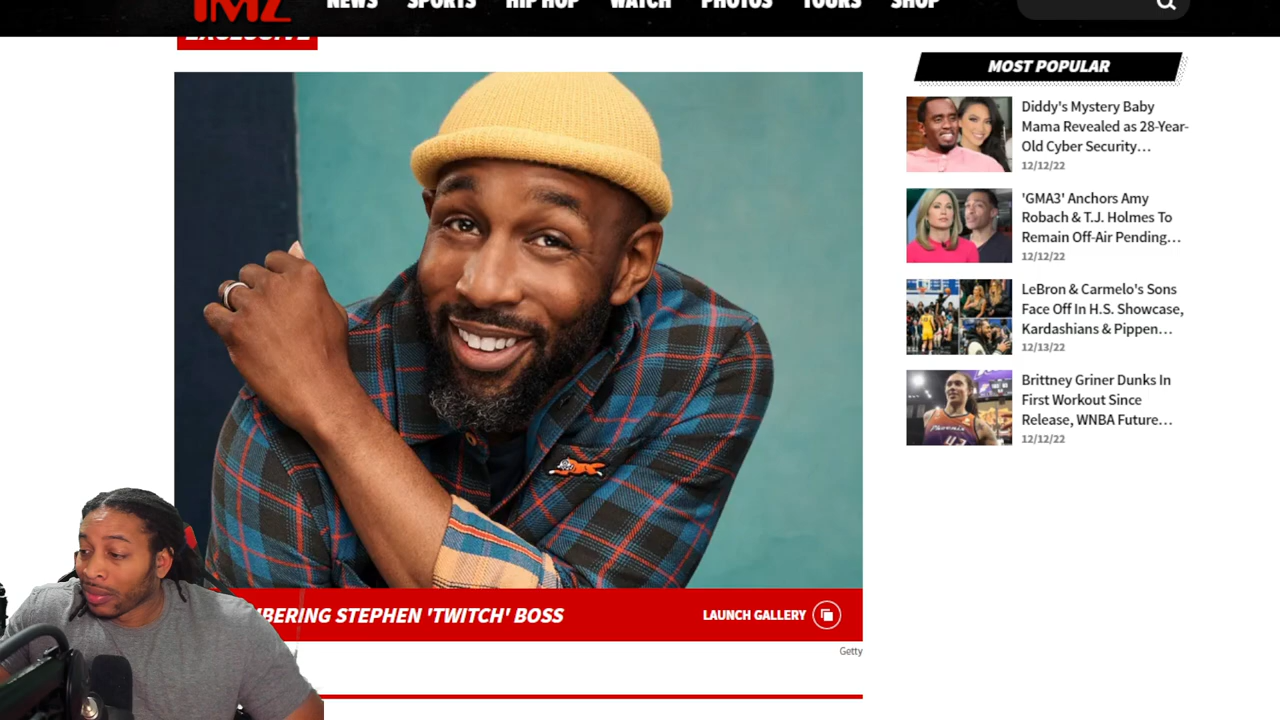 TMZ
NEWS
SPORTS
HIP HOP
WATCH
PHOTOS
TOURS
SHOP
EXCLUSIVE
BERING STEPHEN 'TWITCH' BOSS
LAUNCH GALLERY
Getty
MOST POPULAR
Diddy's Mystery Baby
Mama Revealed as 28-Year-
Old Cyber Security…
12/12/22
'GMA3' Anchors Amy
Robach & T.J. Holmes To
Remain Off-Air Pending…
12/12/22
LeBron & Carmelo's Sons
Face Off In H.S. Showcase,
Kardashians & Pippen…
12/13/22
Brittney Griner Dunks In
First Workout Since
Release, WNBA Future…
12/12/22